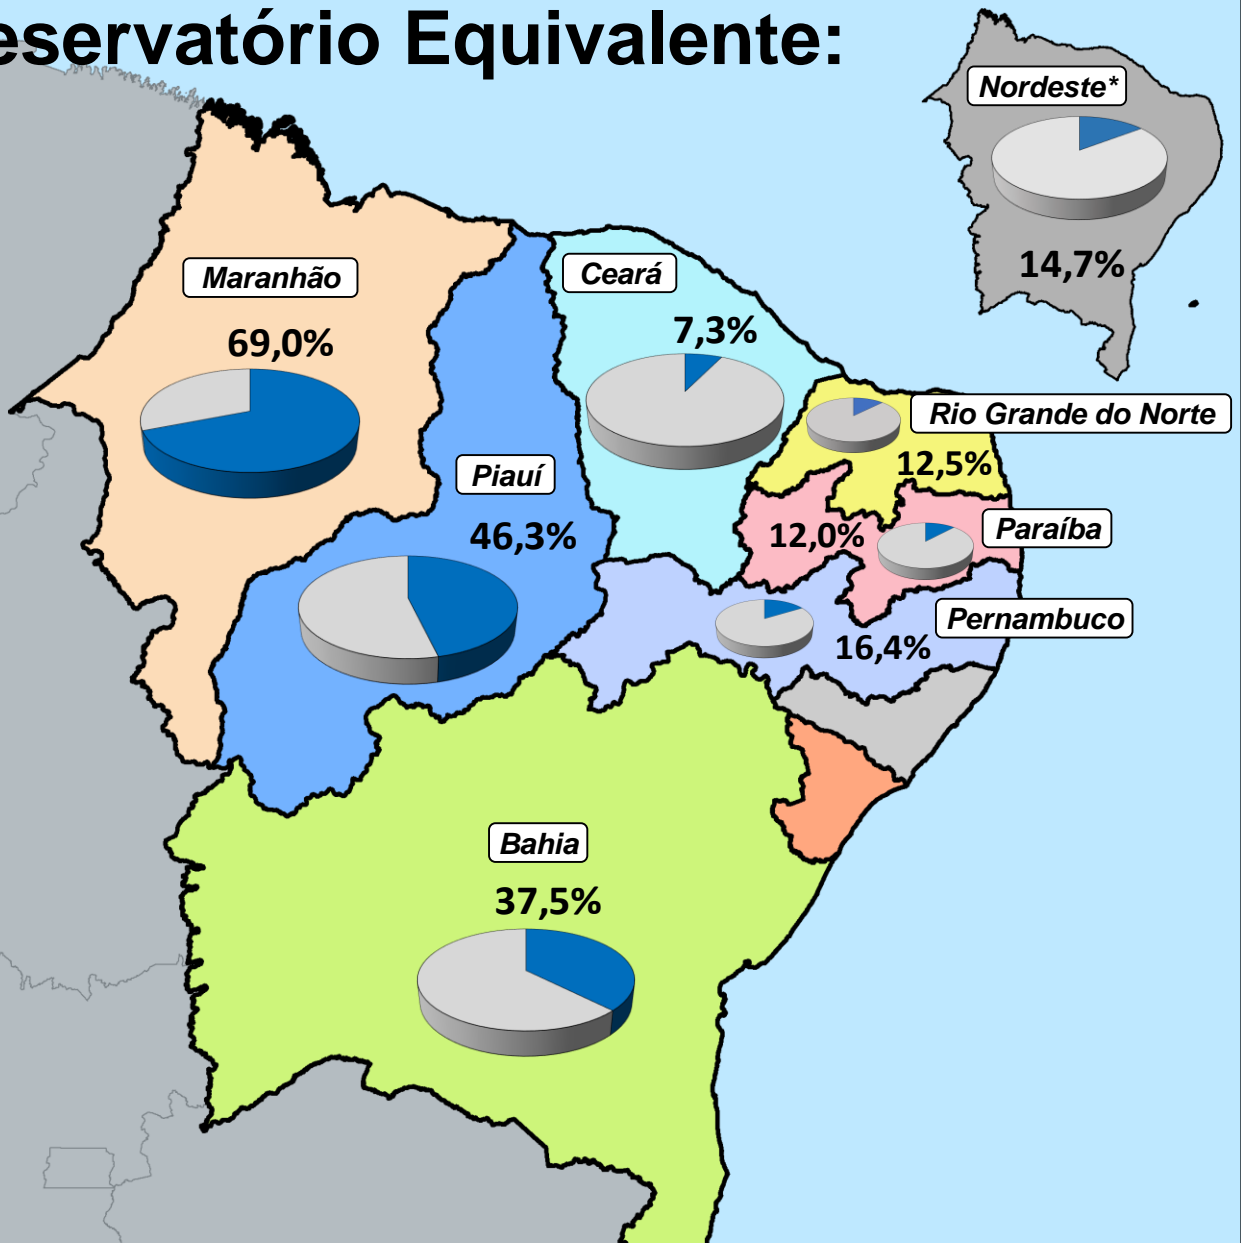 eservatório Equivalente:
Nordeste*
14,7%
Maranhão
69,0%
Ceará
7,3%
Rio Grande do Norte
12,5%
Piauí
46,3%
Paraíba
12,0%
Pernambuco
16,4%
Bahia
37,5%